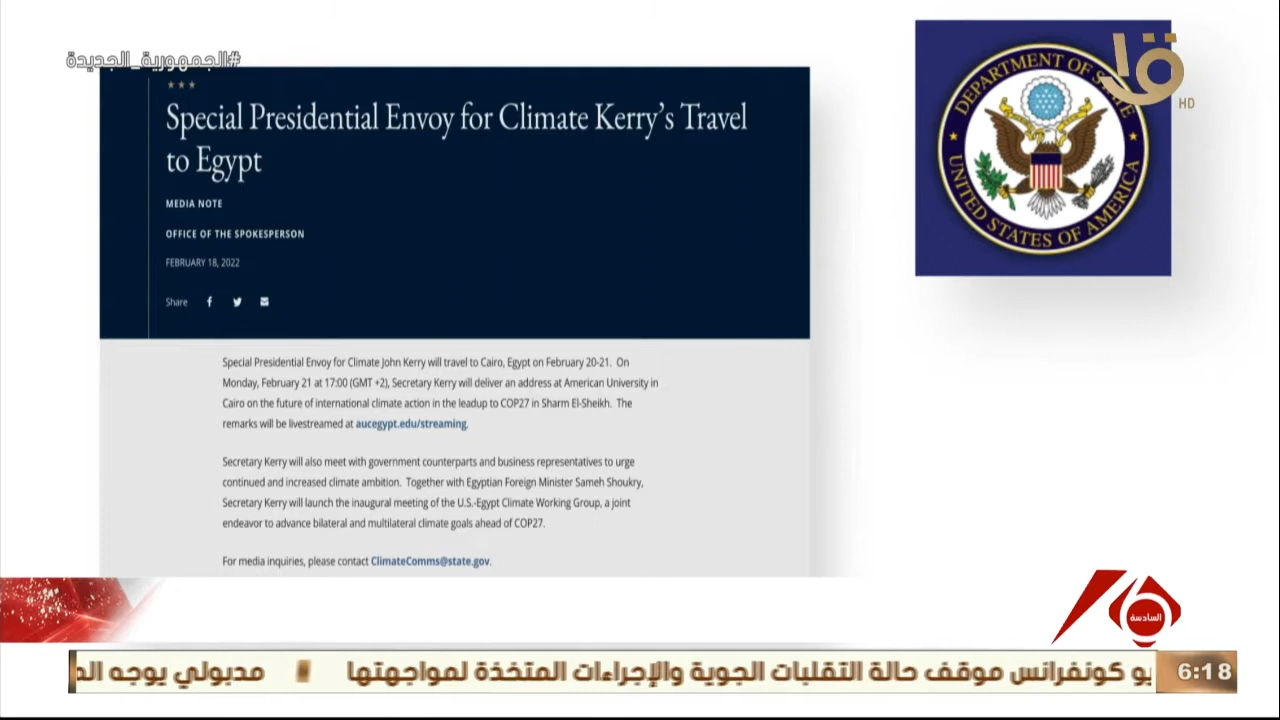 #الجمهورية_الجديدة
Special Presidential Envoy for Climate Kerry's Travel
to Egypt
MEDIA NOTE
OFFICE OF THE SPOKESPERSON
FEBRUARY 18, 2022
Share
Special Presidential Envoy for Climate John Kerry will travel to Cairo, Egypt on February 20-21. On
Monday, February 21 at 17:00 (GMT +2), Secretary Kerry will deliver an address at American University in
Cairo on the future of international climate action in the leadup to COP27 in Sharm El-Sheikh. The
remarks will be livestreamed at aucegypt.edu/streaming.
Secretary Kerry will also meet with government counterparts and business representatives to urge
continued and increased climate ambition. Together with Egyptian Foreign Minister Sameh Shoukry,
Secretary Kerry will launch the inaugural meeting of the U.S.-Egypt Climate Working Group, a joint
endeavor to advance bilateral and multilateral climate goals ahead of COP27.
For media inquiries, please contact ClimateComms@state.gov.
DEPARTMENT OF STATE
UNITED STATES OF AMERICA
HD
6
السادسة
يو كونفرانس موقف حالة التقلبات الجوية والإجراءات المتخذة لمواجهتها مدبولي يوجه
6:18